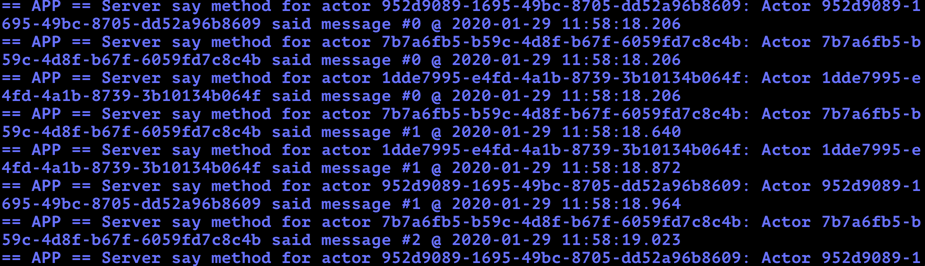 == APP == Server say method for actor 952d9089-1695-49bc-8705-dd52a96b8609: Actor 952d9089-1
695-49bc-8705-dd52a96b8609 said message #0 @ 2020-01-29 11:58:18.206
== APP == Server say method for actor 7b7a6fb5-b59c-4d8f-b67f-6059fd7c8c4b: Actor 7b7a6fb5-b
59c-4d8f-b67f-6059fd7c8c4b said message #0 @ 2020-01-29 11:58:18.206
== APP == Server say method for actor 1dde7995-e4fd-4a1b-8739-3b10134b064f: Actor 1dde7995-e
4fd-4a1b-8739-3b10134b064f said message #0 @ 2020-01-29 11:58:18.206
== APP == Server say method for actor 7b7a6fb5-b59c-4d8f-b67f-6059fd7c8c4b: Actor 7b7a6fb5-b
59c-4d8f-b67f-6059fd7c8c4b said message #1 @ 2020-01-29 11:58:18.640
== APP == Server say method for actor 1dde7995-e4fd-4a1b-8739-3b10134b064f: Actor 1dde7995-e
4fd-4a1b-8739-3b10134b064f said message #1 @ 2020-01-29 11:58:18.872
== APP == Server say method for actor 952d9089-1695-49bc-8705-dd52a96b8609: Actor 952d9089-1
695-49bc-8705-dd52a96b8609 said message #1 @ 2020-01-29 11:58:18.964
== APP == Server say method for actor 7b7a6fb5-b59c-4d8f-b67f-6059fd7c8c4b: Actor 7b7a6fb5-b
59c-4d8f-b67f-6059fd7c8c4b said message #2 @ 2020-01-29 11:58:19.023
== APP == Server say method for actor 952d9089-1695-49bc-8705-dd52a96b8609: Actor 952d9089-1